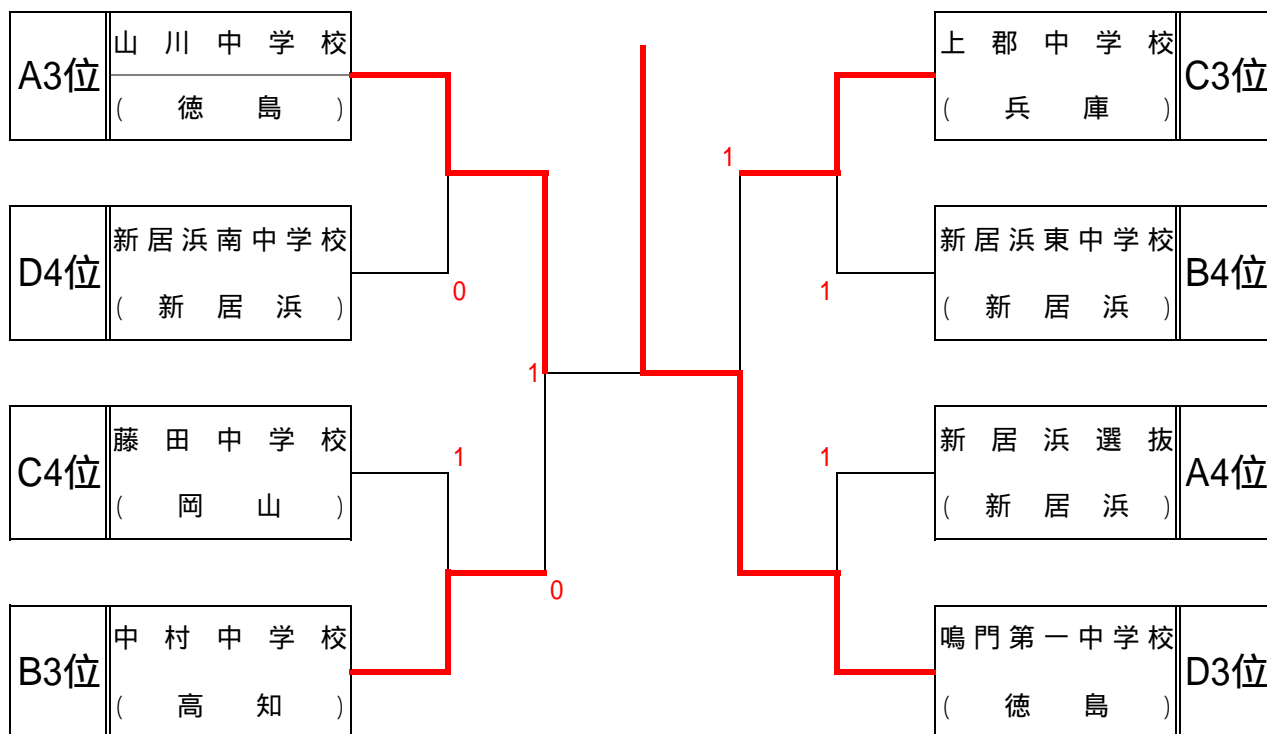 A3位
山川中学校
(徳島)
D4位
新居浜南中学校
(新居浜)
C4位
藤田中学校
(岡山)
B3位
中村中学校
(高知)
0
1
1
0
1
1
1
上郡中学校
(兵庫)
C3位
新居浜東中学校
(新居浜)
B4位
新居浜選抜
(新居浜)
A4位
鳴門第一中学校
(徳島)
D3位